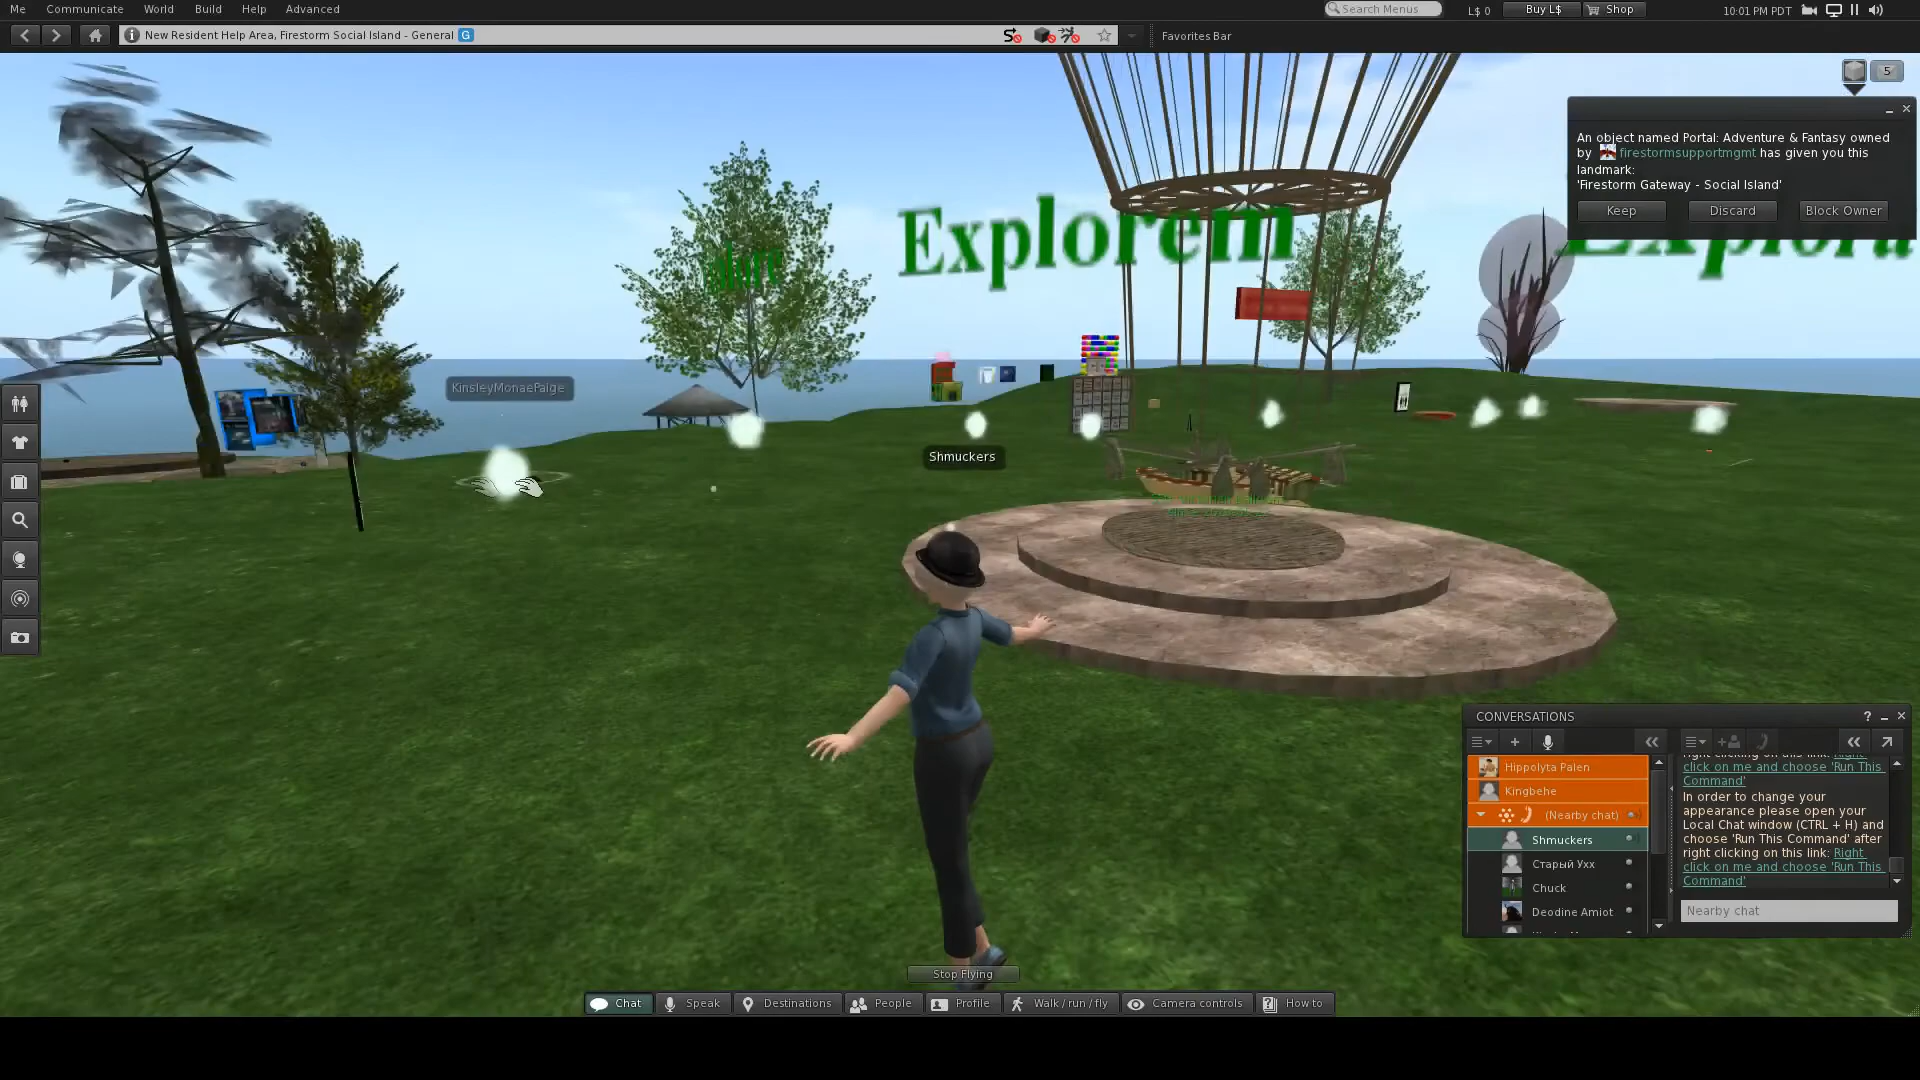 Me Communicate World Build Help Advanced
Search Menus L$ 0 Buy L$ Shop 10:01 PM PDT
New Resident Help Area, Firestorm Social Island - General G
Favorites Bar
5
An object named Portal: Adventure & Fantasy owned
by firestormsupportmgmt has given you this
landmark:
'Firestorm Gateway - Social Island'
Keep Discard Block Owner
Explorem
KinsleyMonaePaige
Shmuckers
CONVERSATIONS
Hippolyta Palen
Kingbehe
(Nearby chat)
Shmuckers
Старый Ухх
Chuck
Deodine Amiot
right clicking on this link: Right
click on me and choose 'Run This
Command'
In order to change your
appearance please open your
Local Chat window (CTRL + H) and
choose 'Run This Command' after
right clicking on this link: Right
click on me and choose 'Run This
Command'
Nearby chat
Stop Flying
Chat Speak Destinations People Profile Walk / run / fly Camera controls How to